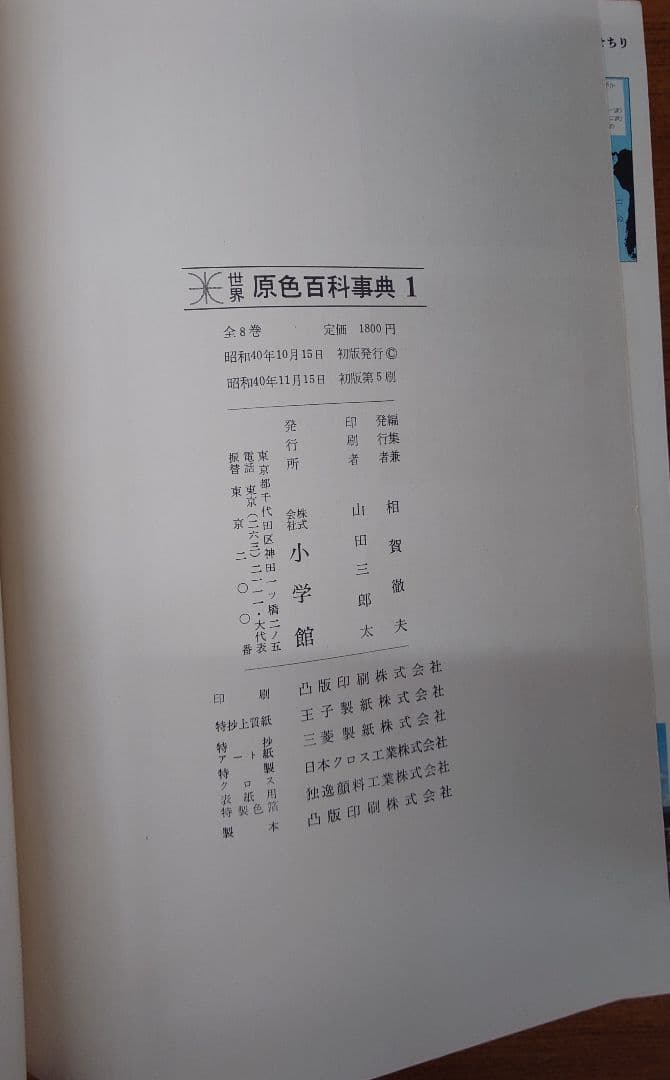 世界 原色百科事典 1
全8巻 定価 1800円
昭和40年10月15日 初版発行©
昭和40年11月15日 初版第5刷
編集兼発行者 相賀徹夫
印刷者 山田三郎太
発行所 株式会社 小学館
東京都千代田区神田一ッ橋二ノ五
電話 東京(二六三)二一一一・大代表
振替 東京 二〇〇番
印刷 凸版印刷株式会社
特抄上質紙 王子製紙株式会社
特抄アート紙 三菱製紙株式会社
特製クロス 日本クロス工業株式会社
表紙用特製色箔 独逸顔料工業株式会社
製本 凸版印刷株式会社